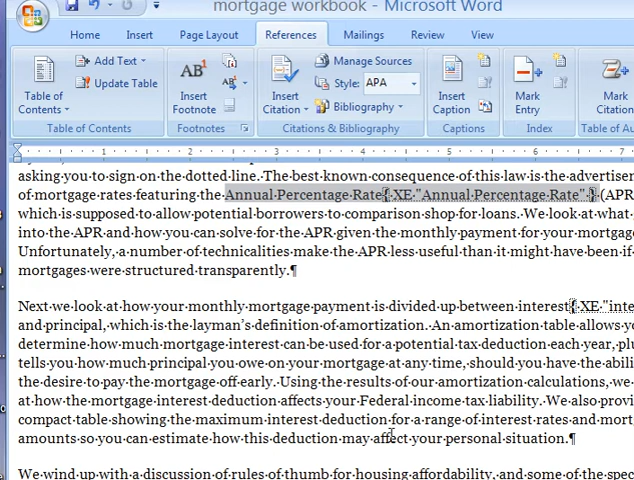 mortgage workbook - Microsoft Word
Home Insert Page Layout References Mailings Review View
Table of Contents
Add Text
Update Table
Table of Contents
AB¹ Insert Footnote
AB
Footnotes
Insert Citation
Manage Sources
Style: APA
Bibliography
Citations & Bibliography
Insert Caption
Captions
Mark Entry
Index
Mark
Table of
1 2 3 4 5 6
asking·you·to·sign·on·the·dotted·line.·The·best·known·consequence·of·this·law·is·the·advertiser
of·mortgage·rates·featuring·the·Annual·Percentage·Rate{·XE·"Annual·Percentage·Rate"·}·(APR
which·is·supposed·to·allow·potential·borrowers·to·comparison·shop·for·loans.·We·look·at·what·
into·the·APR·and·how·you·can·solve·for·the·APR·given·the·monthly·payment·for·your·mortga
Unfortunately,·a·number·of·technicalities·make·the·APR·less·useful·than·it·might·have·been·if
mortgages·were·structured·transparently.¶
Next·we·look·at·how·your·monthly·mortgage·payment·is·divided·up·between·interest{·XE·"inte
and·principal,·which·is·the·layman's·definition·of·amortization.·An·amortization·table·allows·y
determine·how·much·mortgage·interest·can·be·used·for·a·potential·tax·deduction·each·year,·plu
tells·you·how·much·principal·you·owe·on·your·mortgage·at·any·time,·should·you·have·the·abili
the·desire·to·pay·the·mortgage·off·early.·Using·the·results·of·our·amortization·calculations,·we·
at·how·the·mortgage·interest·deduction·affects·your·Federal·income·tax·liability.·We·also·provi
compact·table·showing·the·maximum·interest·deduction·for·a·range·of·interest·rates·and·mort
amounts·so·you·can·estimate·how·this·deduction·may·affect·your·personal·situation.¶
We·wind·up·with·a·discussion·of·rules·of·thumb·for·housing·affordability,·and·some·of·the·spec